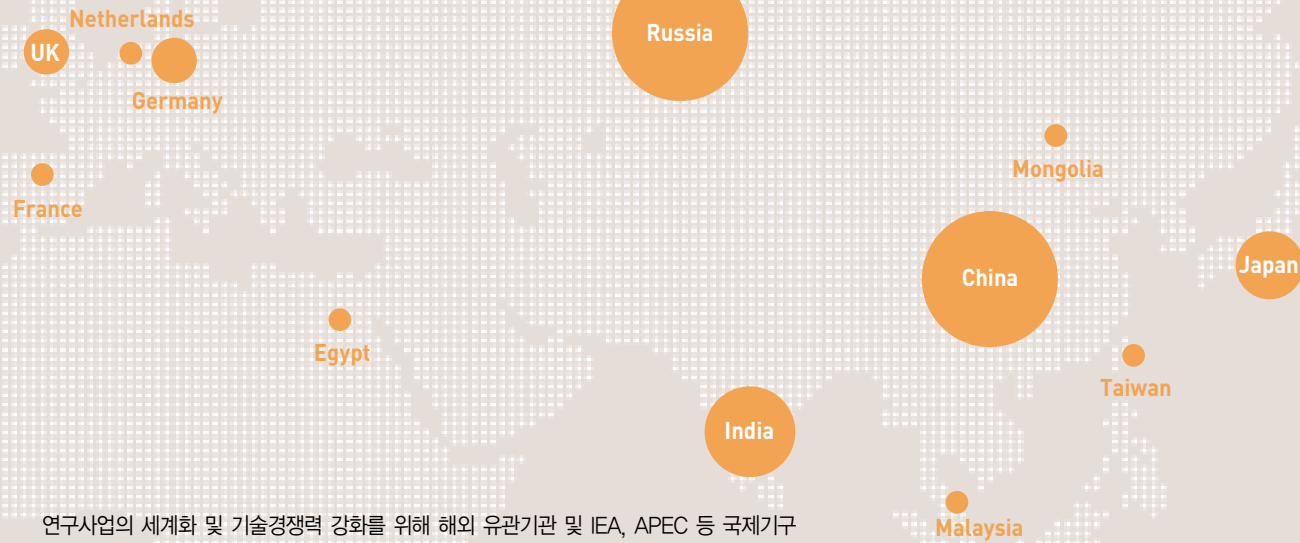 Netherlands
UK
Russia
Germany
Mongolia
France
China
Japan
Egypt
Taiwan
India
연구사업의 세계화 및 기술경쟁력 강화를 위해 해외 유관기관 및 IEA, APEC 등 국제기구
Malaysia